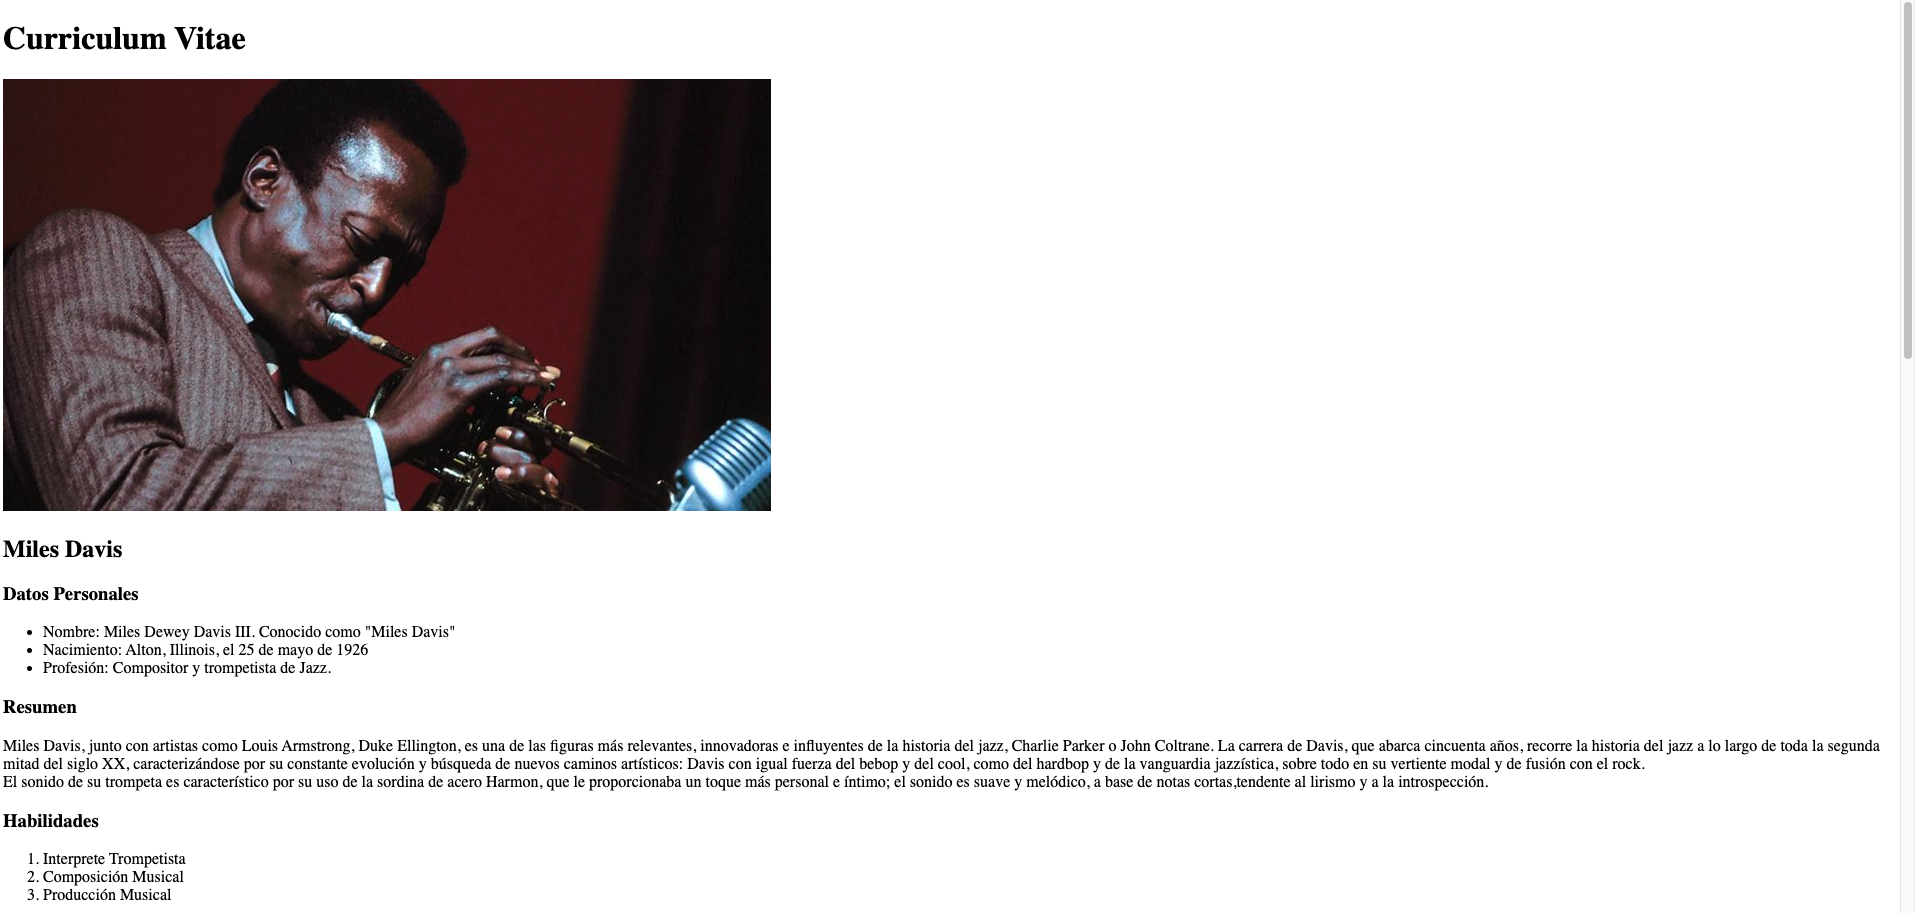 Curriculum Vitae
Miles Davis
Datos Personales
• Nombre: Miles Dewey Davis III. Conocido como "Miles Davis"
• Nacimiento: Alton, Illinois, el 25 de mayo de 1926
• Profesión: Compositor y trompetista de Jazz.
Resumen
Miles Davis, junto con artistas como Louis Armstrong, Duke Ellington, es una de las figuras más relevantes, innovadoras e influyentes de la historia del jazz, Charlie Parker o John Coltrane. La carrera de Davis, que abarca cincuenta años, recorre la historia del jazz a lo largo de toda la segunda
mitad del siglo XX, caracterizándose por su constante evolución y búsqueda de nuevos caminos artísticos: Davis con igual fuerza del bebop y del cool, como del hardbop y de la vanguardia jazzística, sobre todo en su vertiente modal y de fusión con el rock.
El sonido de su trompeta es característico por su uso de la sordina de acero Harmon, que le proporcionaba un toque más personal e íntimo; el sonido es suave y melódico, a base de notas cortas,tendente al lirismo y a la introspección.
Habilidades
1. Interprete Trompetista
2. Composición Musical
3. Producción Musical